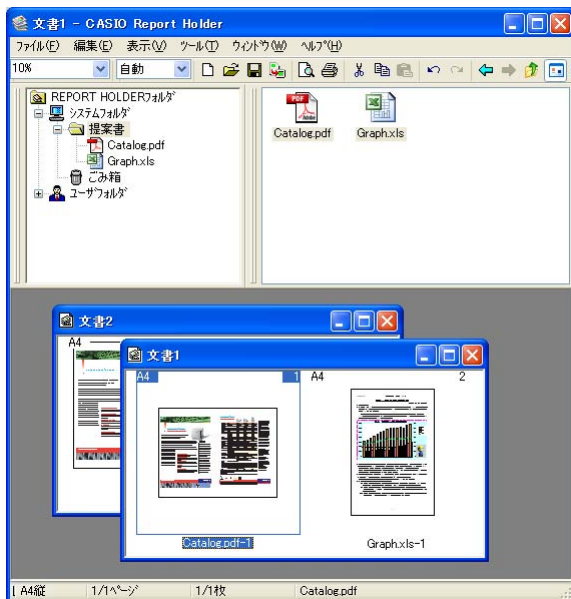 文書1 - CASIO Report Holder
ファイル(F) 編集(E) 表示(V) ツール(T) ウィンドウ(W) ヘルプ(H)
10% 自動
REPORT HOLDERフォルダ
システムフォルダ
提案書
Catalog.pdf
Graph.xls
ごみ箱
ユーザフォルダ
Catalog.pdf Graph.xls
文書2
A4
文書1
A4 1 A4 2
Catalog.pdf-1 Graph.xls-1
A4縦 1/1ページ 1/1枚 Catalog.pdf